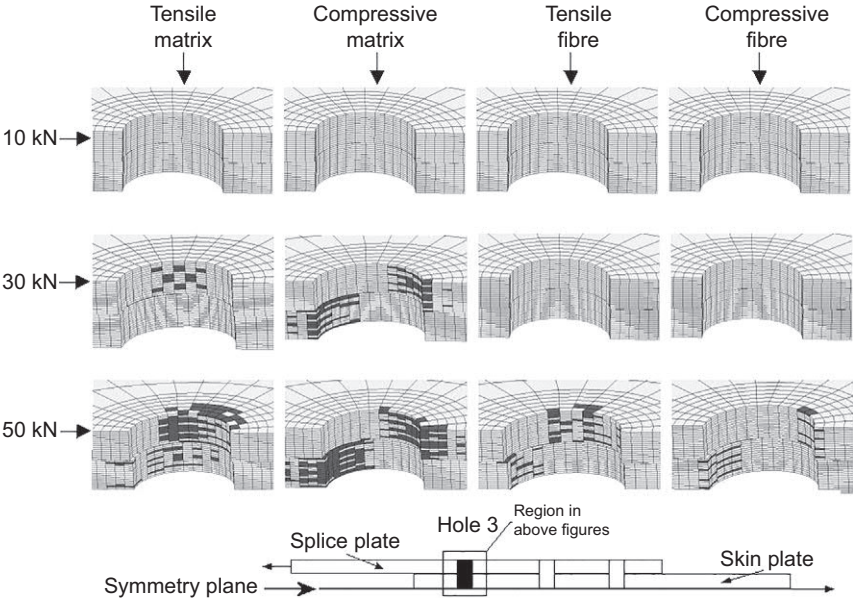 Tensile matrix
Compressive matrix
Tensile fibre
Compressive fibre
10 kN
30 kN
50 kN
Hole 3
Region in above figures
Splice plate
Skin plate
Symmetry plane